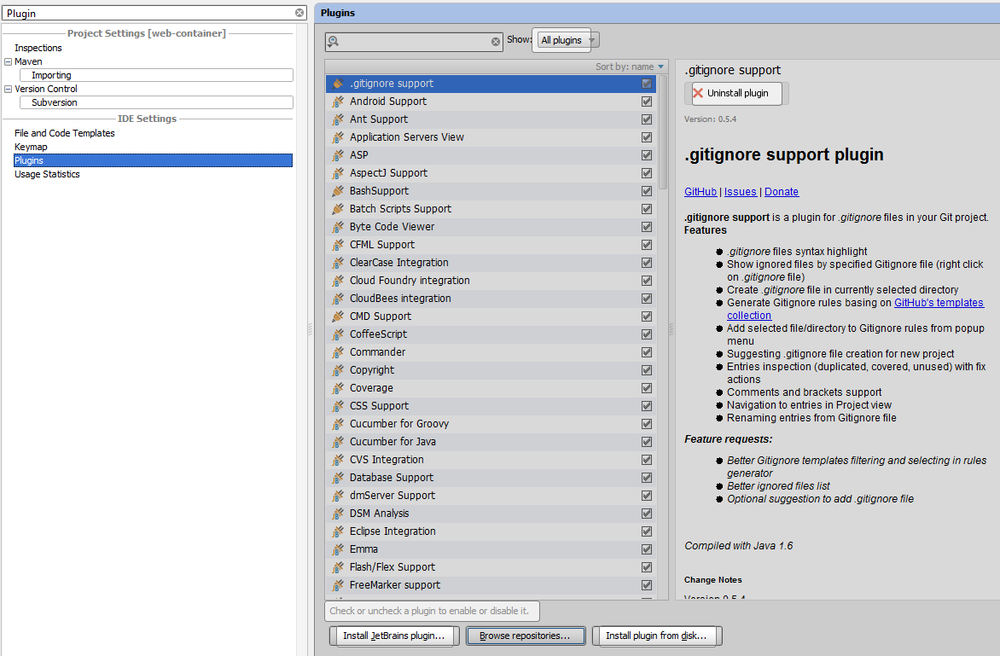 Plugin
Project Settings [web-container]
Inspections
Maven
Importing
Version Control
Subversion
IDE Settings
File and Code Templates
Keymap
Plugins
Usage Statistics
Plugins
Show: All plugins
Sort by: name
.gitignore support
Android Support
Ant Support
Application Servers View
ASP
AspectJ Support
BashSupport
Batch Scripts Support
Byte Code Viewer
CFML Support
ClearCase Integration
Cloud Foundry integration
CloudBees integration
CMD Support
CoffeeScript
Commander
Copyright
Coverage
CSS Support
Cucumber for Groovy
Cucumber for Java
CVS Integration
Database Support
dmServer Support
DSM Analysis
Eclipse Integration
Emma
Flash/Flex Support
FreeMarker support
Check or uncheck a plugin to enable or disable it.
Install JetBrains plugin...
Browse repositories...
Install plugin from disk...
.gitignore support
Uninstall plugin
Version: 0.5.4
.gitignore support plugin
GitHub | Issues | Donate
.gitignore support is a plugin for .gitignore files in your Git project.
Features
.gitignore files syntax highlight
Show ignored files by specified Gitignore file (right click
on .gitignore file)
Create .gitignore file in currently selected directory
Generate Gitignore rules basing on GitHub's templates
collection
Add selected file/directory to Gitignore rules from popup
menu
Suggesting .gitignore file creation for new project
Entries inspection (duplicated, covered, unused) with fix
actions
Comments and brackets support
Navigation to entries in Project view
Renaming entries from Gitignore file
Feature requests:
Better Gitignore templates filtering and selecting in rules
generator
Better ignored files list
Optional suggestion to add .gitignore file
Compiled with Java 1.6
Change Notes
Version 0.5.4